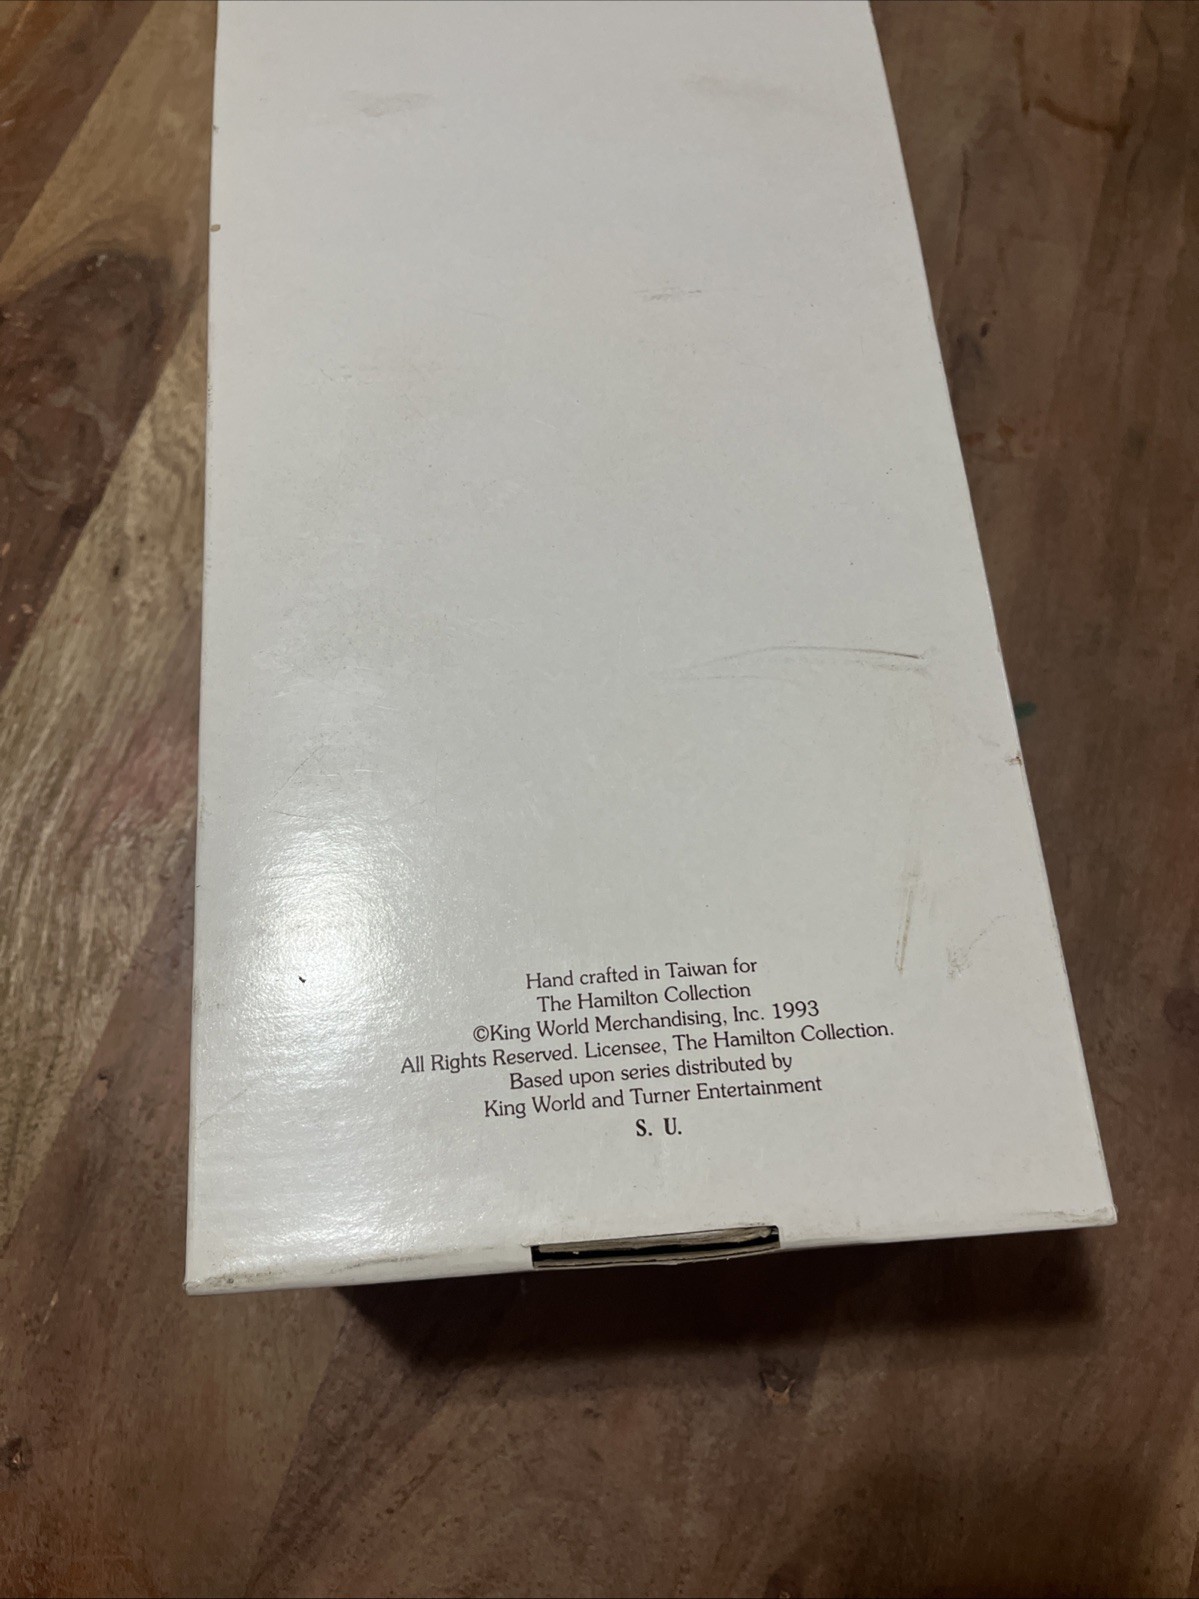 Hand crafted in Taiwan for
The Hamilton Collection
©King World Merchandising, Inc. 1993
All Rights Reserved. Licensee, The Hamilton Collection.
Based upon series distributed by
King World and Turner Entertainment
S. U.